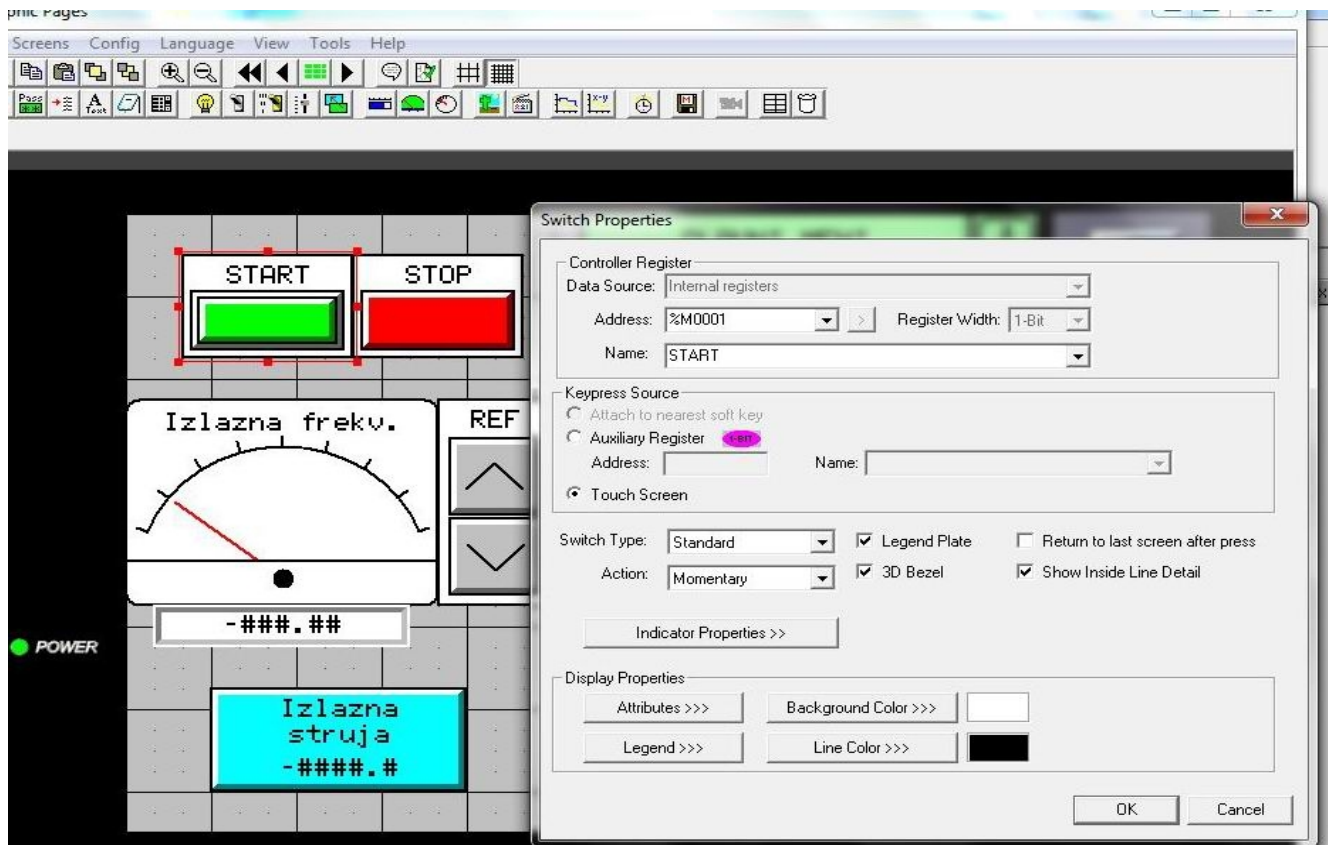 phic Pages
Screens Config Language View Tools Help
Pass
Text
START STOP
Izlazna frekv. REF
-###.##
POWER
Izlazna
struja
-####.#
Switch Properties
Controller Register
Data Source: Internal registers
Address: %M0001 > Register Width: 1-Bit
Name: START
Keypress Source
Attach to nearest soft key
Auxiliary Register 1-BIT
Address: Name:
Touch Screen
Switch Type: Standard Legend Plate Return to last screen after press
Action: Momentary 3D Bezel Show Inside Line Detail
Indicator Properties >>
Display Properties
Attributes >>> Background Color >>>
Legend >>> Line Color >>>
OK Cancel